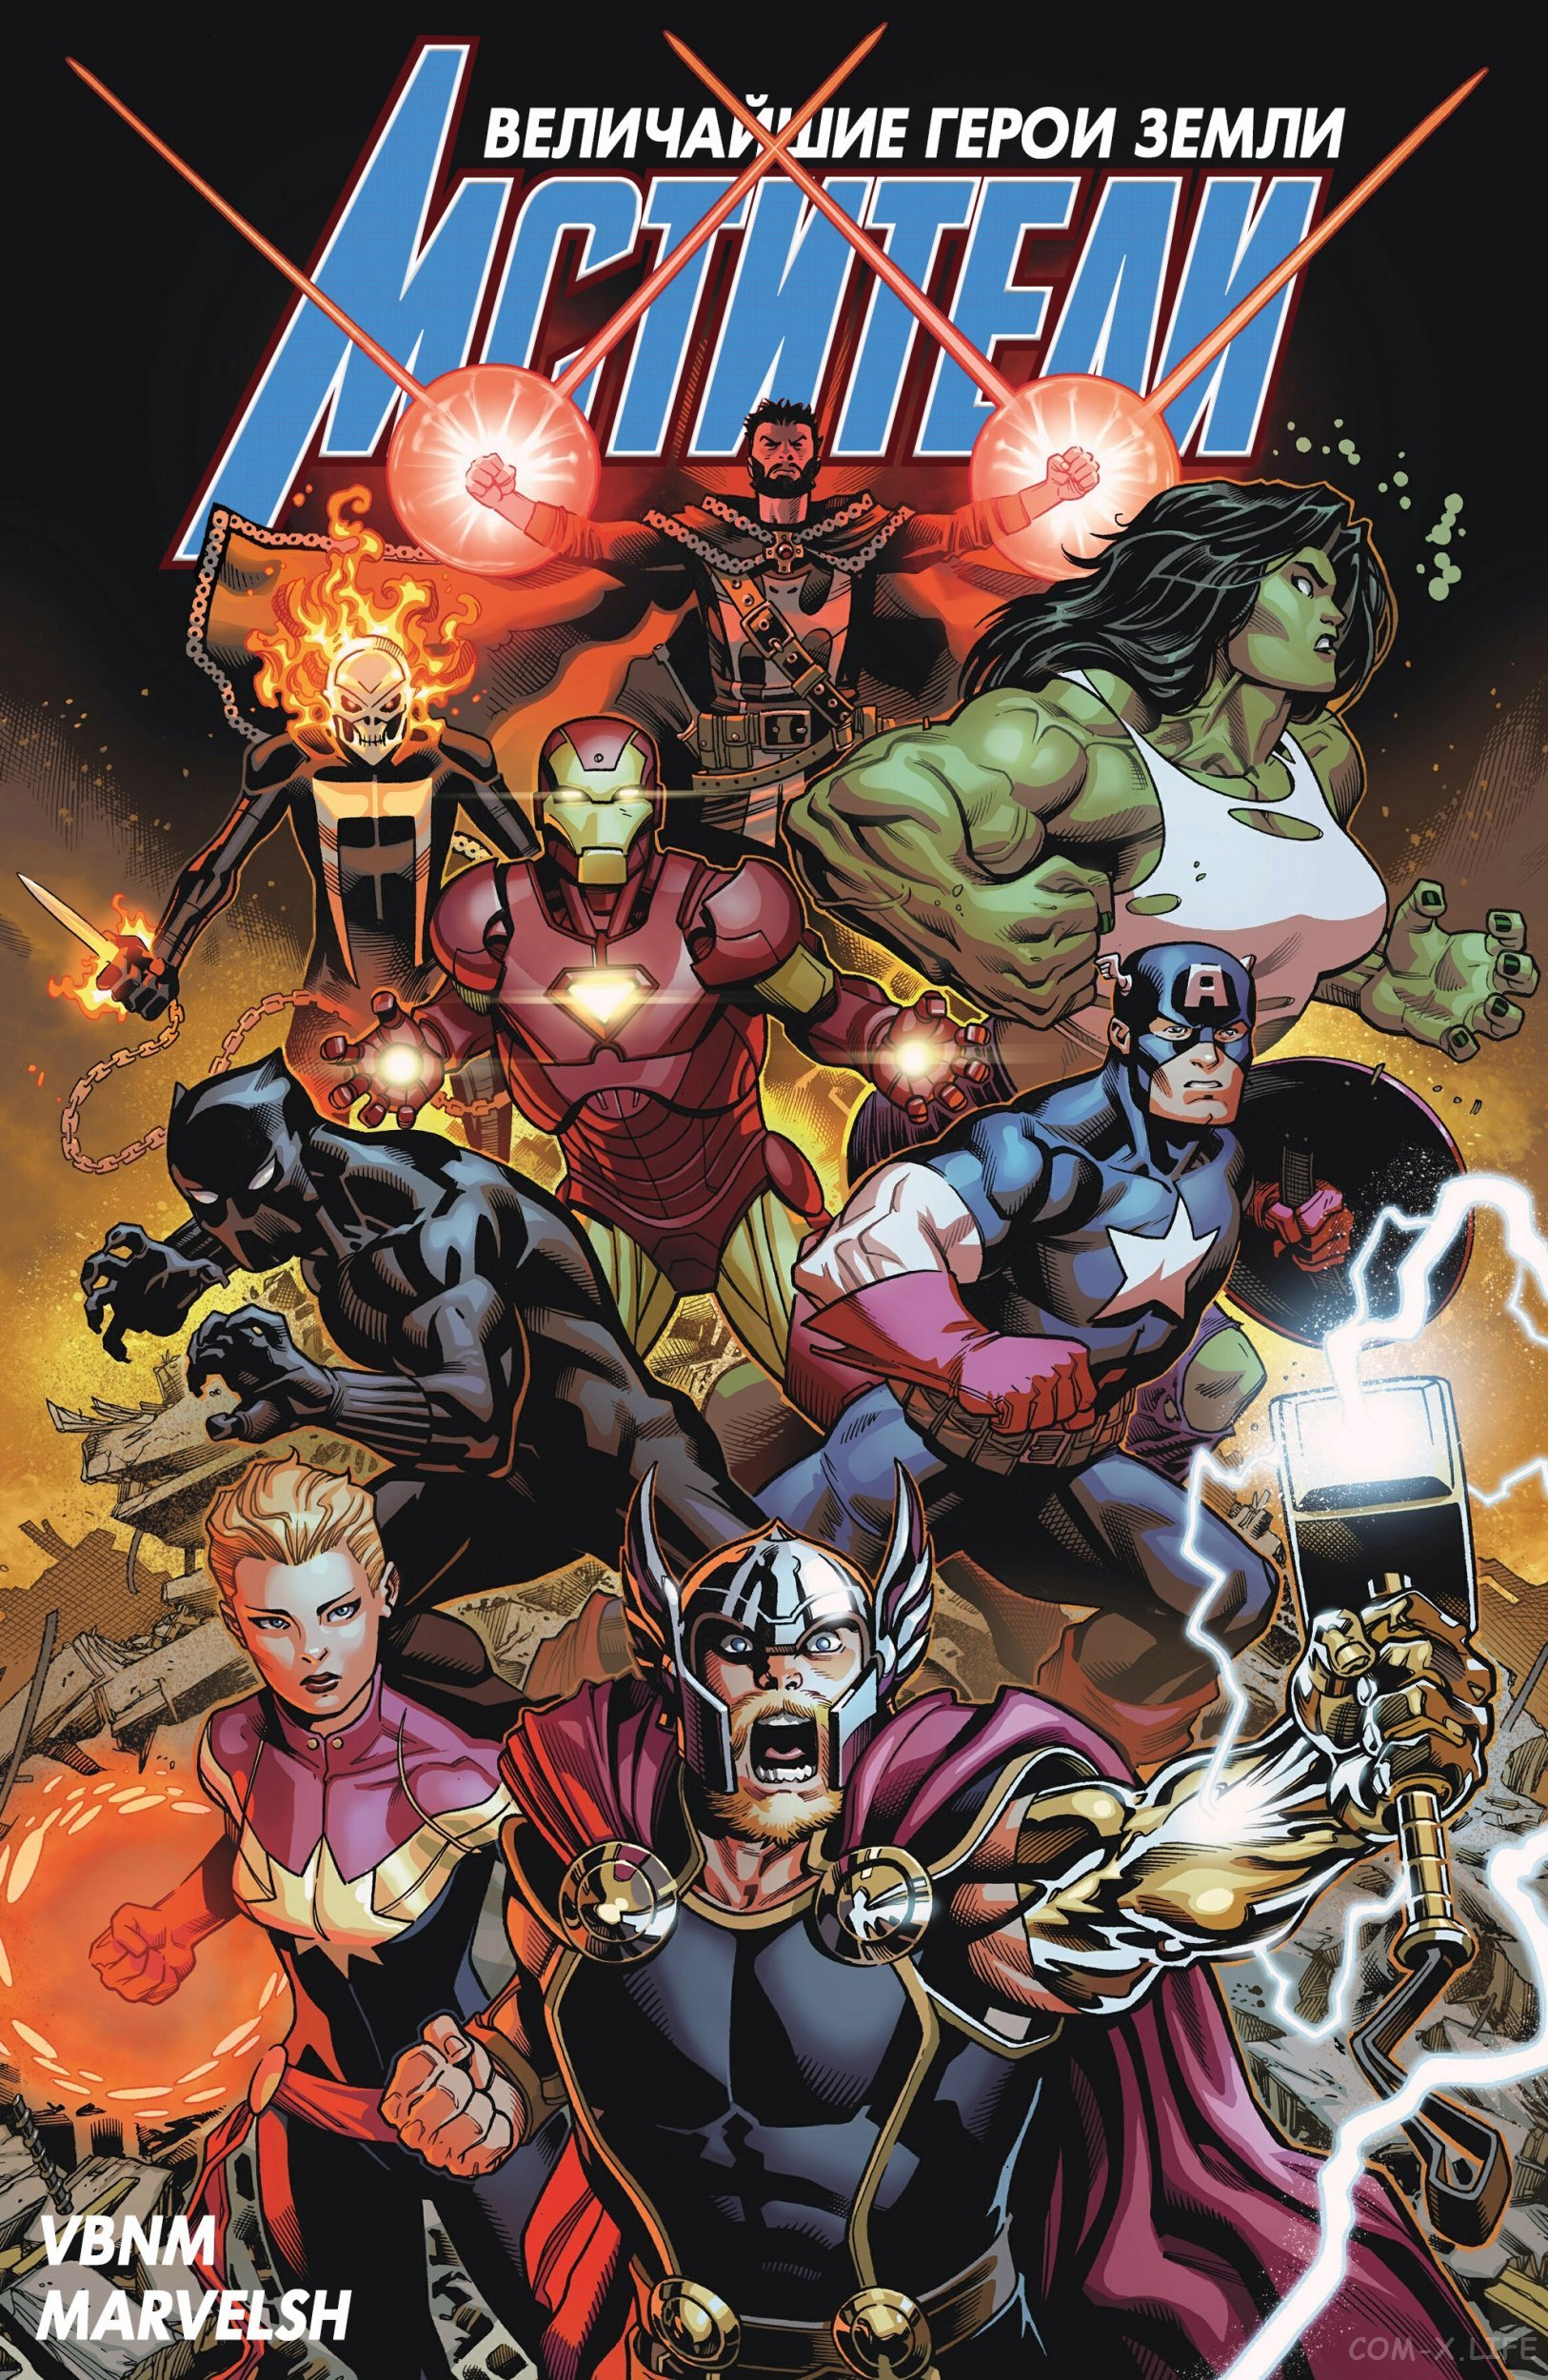 ВЕЛИЧАЙШИЕ ГЕРОИ ЗЕМЛИ
МСТИТЕЛИ
A
VBNM
MARVELSH
COM-X.LIFE